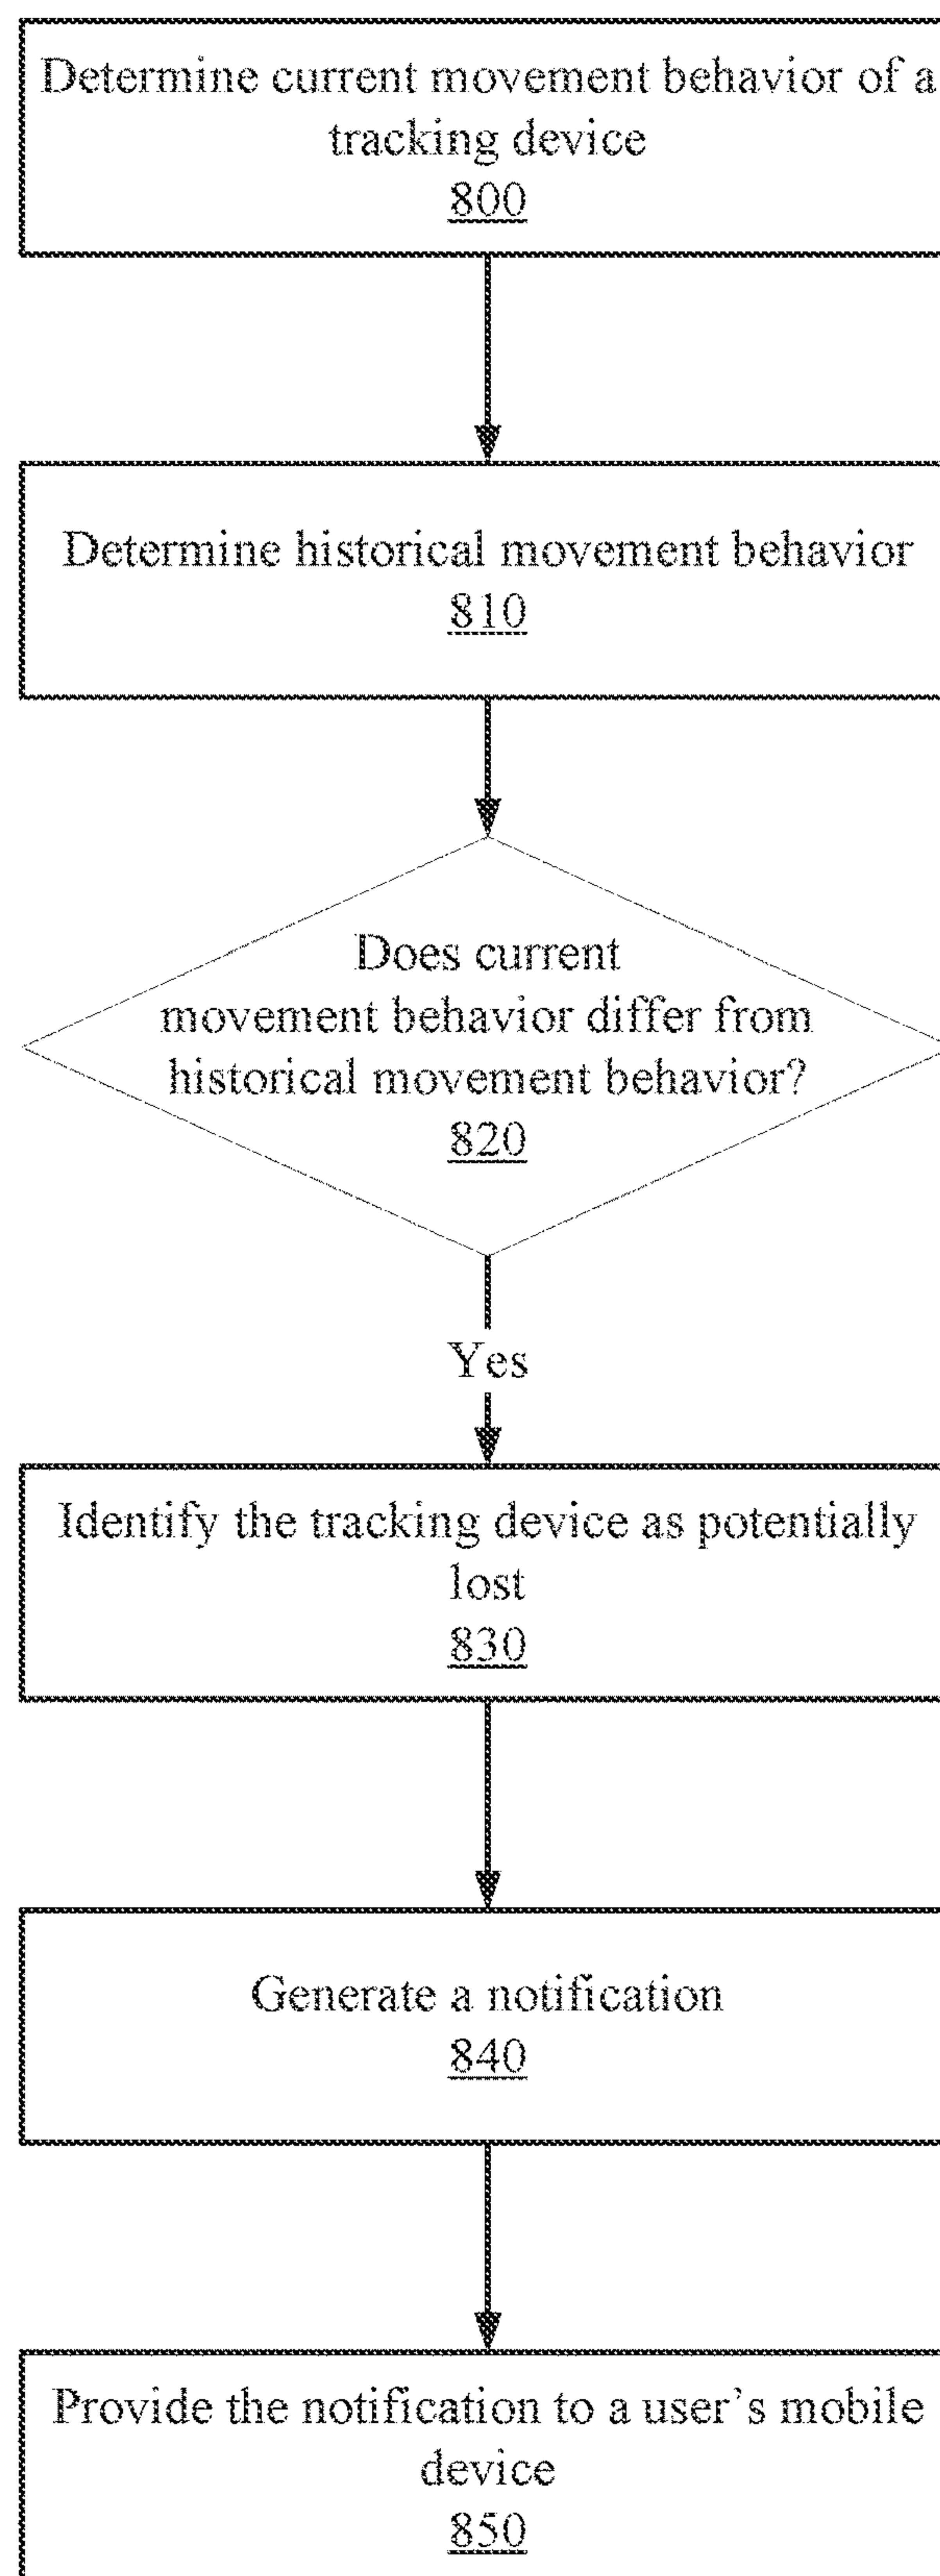 Determine current movement behavior of a
tracking device
800
Determine historical movement behavior
810
Does current
movement behavior differ from
historical movement behavior?
820
Yes
Identify the tracking device as potentially
lost
830
Generate a notification
840
Provide the notification to a user’s mobile
device
850